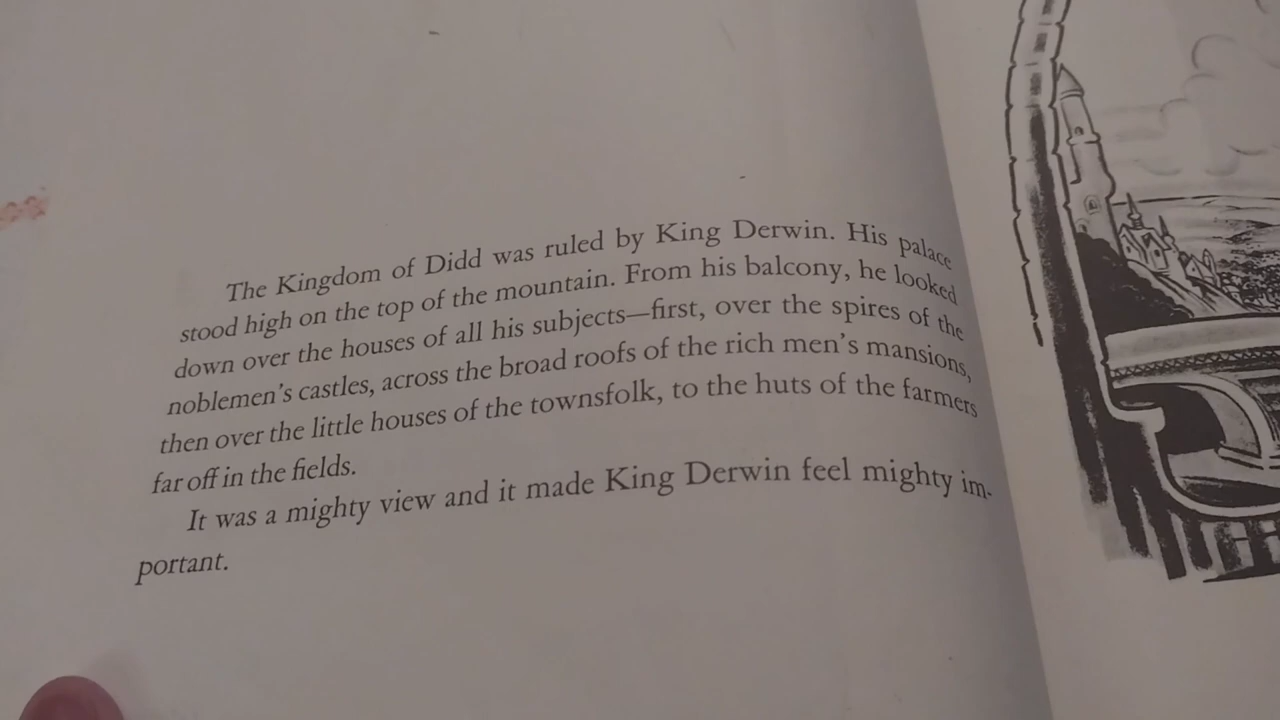 The Kingdom of Didd was ruled by King Derwin. His palace
stood high on the top of the mountain. From his balcony, he looked
down over the houses of all his subjects—first, over the spires of the
noblemen's castles, across the broad roofs of the rich men's mansions,
then over the little houses of the townsfolk, to the huts of the farmers
far off in the fields.
It was a mighty view and it made King Derwin feel mighty im-
portant.